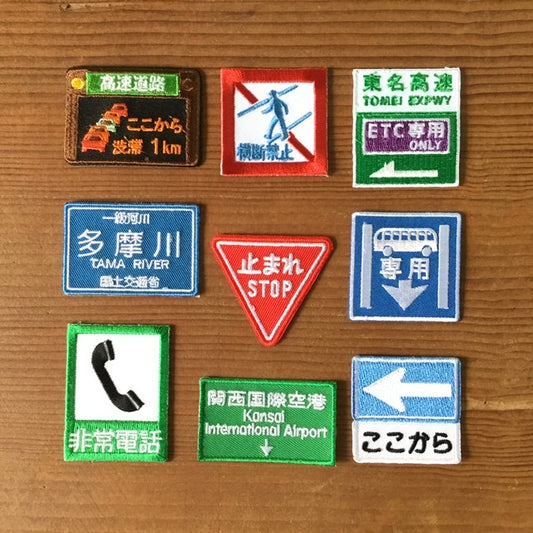 高速道路
ここから
渋滞 1km
横断禁止
東名高速
TOMEI EXPWY
ETC専用
ONLY
一級河川
多摩川
TAMA RIVER
国土交通省
止まれ
STOP
専用
非常電話
関西国際空港
Kansai
International Airport
ここから